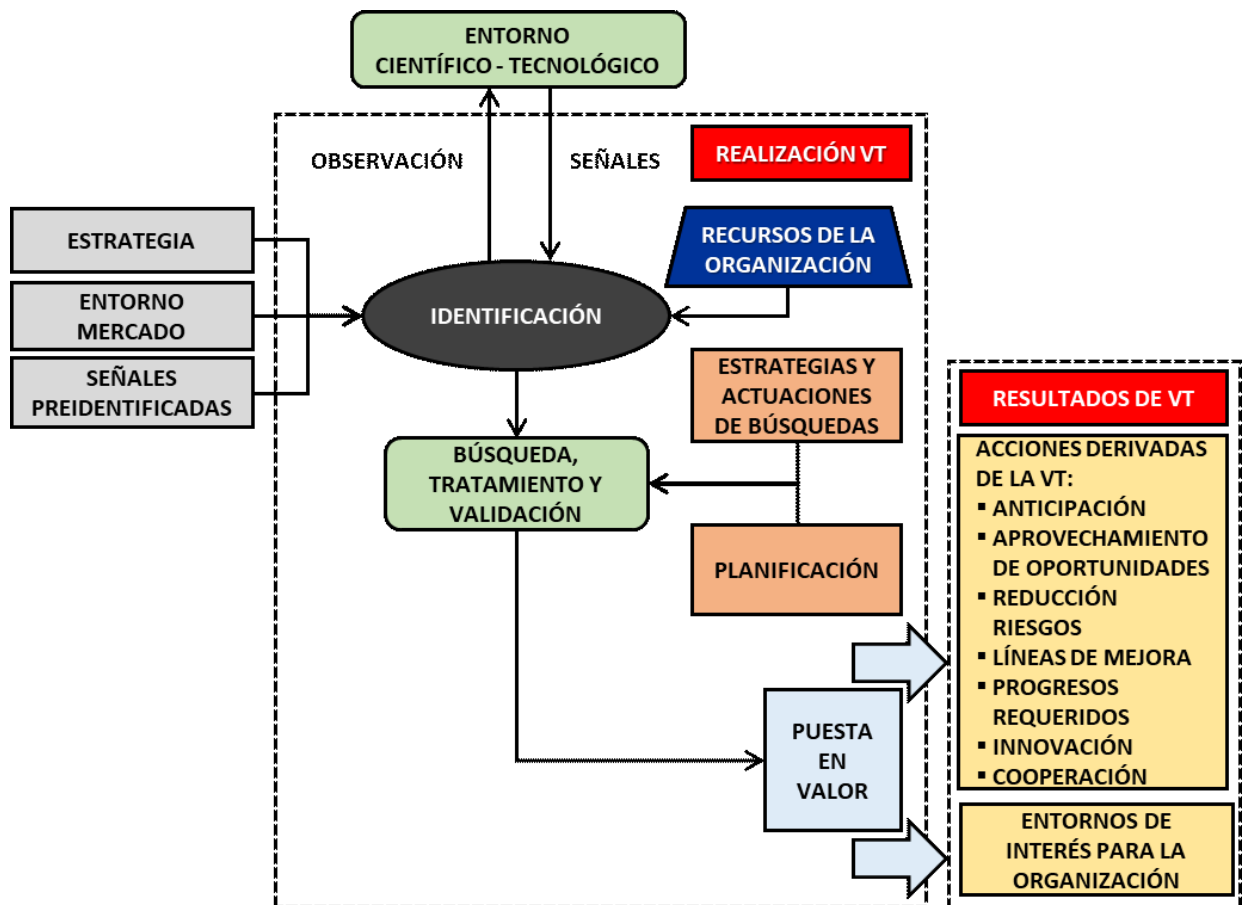 ENTORNO
CIENTÍFICO - TECNOLÓGICO
OBSERVACIÓN
SEÑALES
REALIZACIÓN VT
ESTRATEGIA
ENTORNO
MERCADO
SEÑALES
PREIDENTIFICADAS
RECURSOS DE LA
ORGANIZACIÓN
IDENTIFICACIÓN
ESTRATEGIAS Y
ACTUACIONES
DE BÚSQUEDAS
BÚSQUEDA,
TRATAMIENTO Y
VALIDACIÓN
PLANIFICACIÓN
PUESTA
EN
VALOR
RESULTADOS DE VT
ACCIONES DERIVADAS
DE LA VT:
▪ ANTICIPACIÓN
▪ APROVECHAMIENTO
DE OPORTUNIDADES
▪ REDUCCIÓN
RIESGOS
▪ LÍNEAS DE MEJORA
▪ PROGRESOS
REQUERIDOS
▪ INNOVACIÓN
▪ COOPERACIÓN
ENTORNOS DE
INTERÉS PARA LA
ORGANIZACIÓN